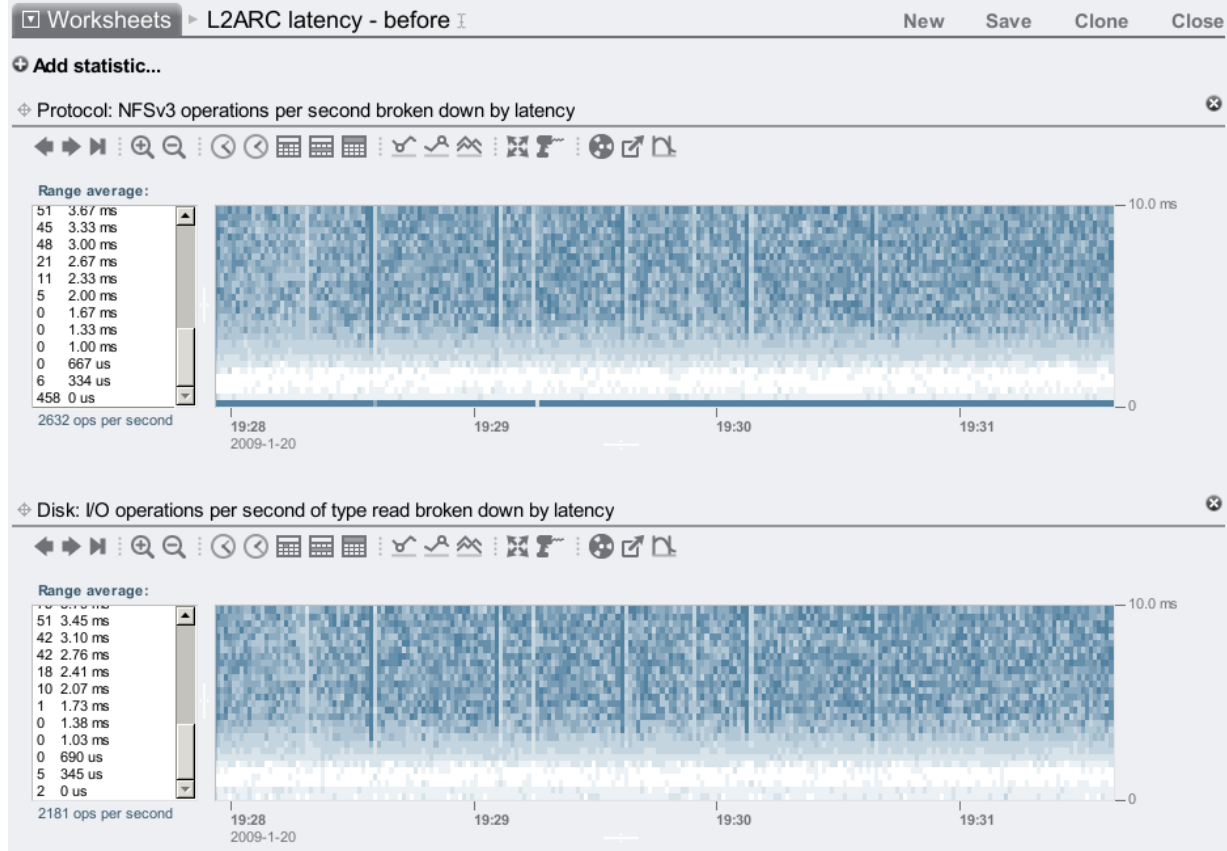 Worksheets L2ARC latency - before New Save Clone Close
Add statistic...
Protocol: NFSv3 operations per second broken down by latency
Range average:
51 3.67 ms
45 3.33 ms
48 3.00 ms
21 2.67 ms
11 2.33 ms
5 2.00 ms
0 1.67 ms
0 1.33 ms
0 1.00 ms
0 667 us
6 334 us
458 0 us
2632 ops per second
10.0 ms
0
19:28 19:29 19:30 19:31
2009-1-20
Disk: I/O operations per second of type read broken down by latency
Range average:
51 3.45 ms
42 3.10 ms
42 2.76 ms
18 2.41 ms
10 2.07 ms
1 1.73 ms
0 1.38 ms
0 1.03 ms
0 690 us
5 345 us
2 0 us
2181 ops per second
10.0 ms
0
19:28 19:29 19:30 19:31
2009-1-20